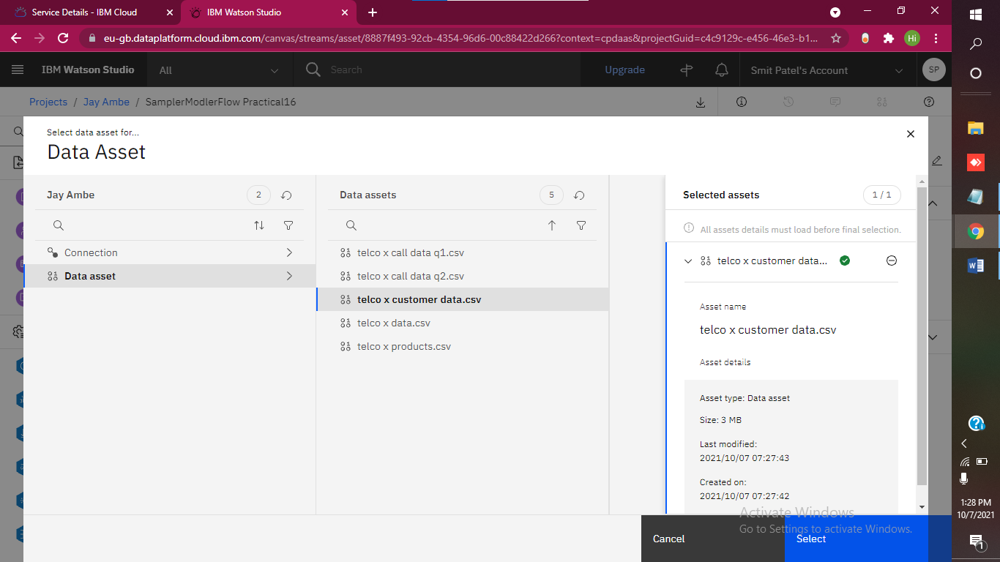 Service Details - IBM Cloud
IBM Watson Studio
eu-gb.dataplatform.cloud.ibm.com/canvas/streams/asset/8887f493-92cb-4354-96d6-00c88422d266?context=cpdaas&projectGuid=c4c9129c-e456-46e3-b1...
Hi
IBM Watson Studio
All
Search
Upgrade
Smit Patel's Account
SP
Projects / Jay Ambe / SamplerModlerFlow Practical16
Select data asset for...
Data Asset
Jay Ambe
2
Connection
Data asset
Data assets
5
telco x call data q1.csv
telco x call data q2.csv
telco x customer data.csv
telco x data.csv
telco x products.csv
Selected assets
1 / 1
All assets details must load before final selection.
telco x customer data...
Asset name
telco x customer data.csv
Asset details
Asset type: Data asset
Size: 3 MB
Last modified:
2021/10/07 07:27:43
Created on:
2021/10/07 07:27:42
Activate Windows
Go to Settings to activate Windows.
Cancel
Select
1:28 PM
10/7/2021
1